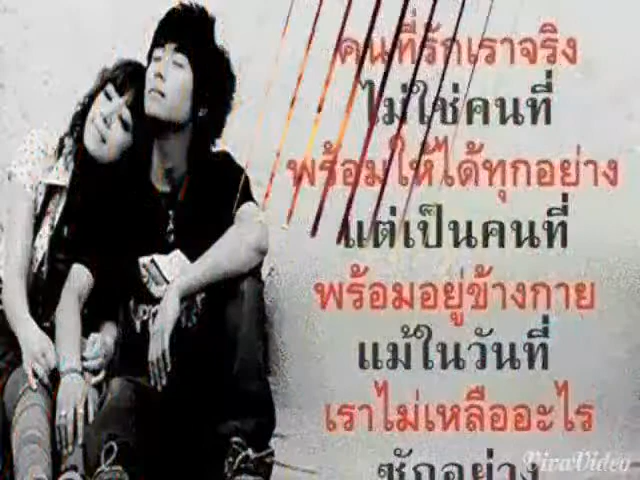 คนที่รักเราจริง
ไม่ใช่คนที่
พร้อมให้ได้ทุกอย่าง
แต่เป็นคนที่
พร้อมอยู่ข้างกาย
แม้ในวันที่
เราไม่เหลืออะไร
ซักอย่าง
VivaVideo